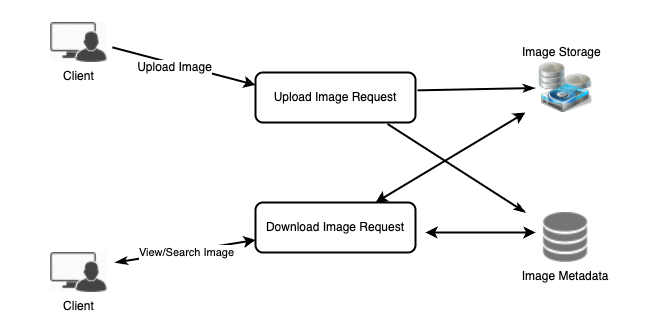 Image Storage
Client
Upload Image
Upload Image Request
Download Image Request
View/Search Image
Image Metadata
Client